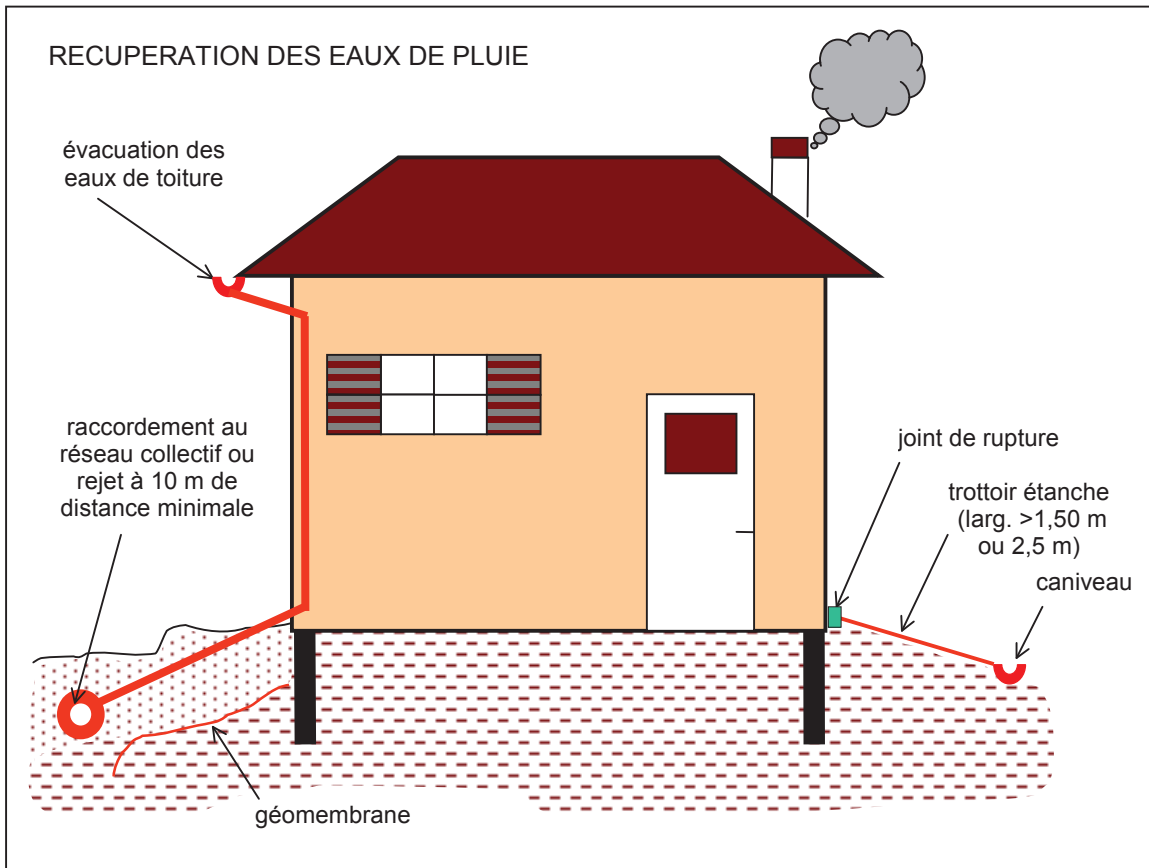 RECUPERATION DES EAUX DE PLUIE
évacuation des
eaux de toiture
raccordement au
réseau collectif ou
rejet à 10 m de
distance minimale
joint de rupture
trottoir étanche
(larg. >1,50 m
ou 2,5 m)
caniveau
géomembrane